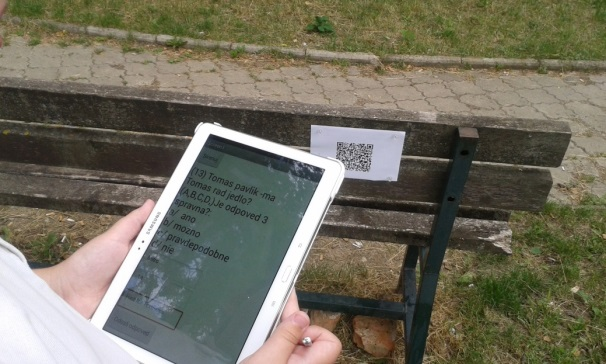 (13) Tomas pavlik -ma
Tomas rad jedlo?
(A,B,C,D,)Je odpoved 3
spravna?
a/ ano
b/ mozno
c/ pravdepodobne
d/ nie
SAMSUNG